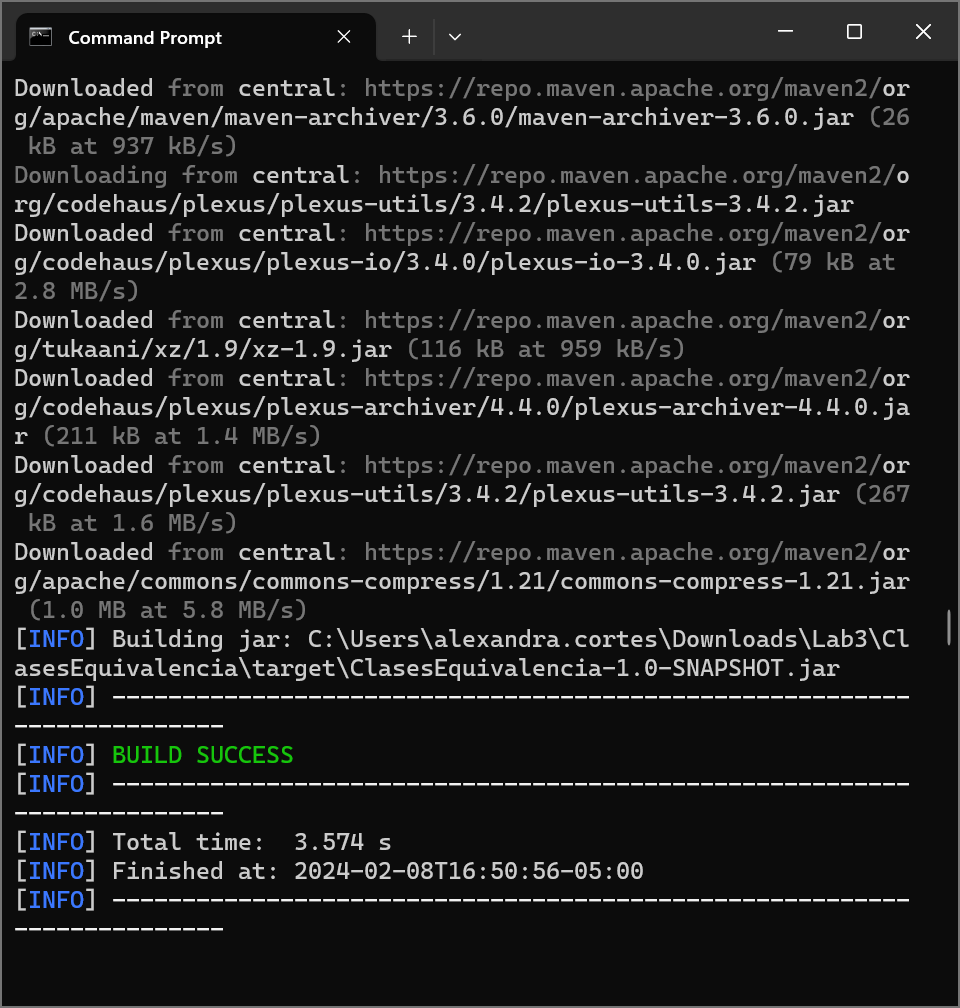 Command Prompt
Downloaded from central: https://repo.maven.apache.org/maven2/or
g/apache/maven/maven-archiver/3.6.0/maven-archiver-3.6.0.jar (26
 kB at 937 kB/s)
Downloading from central: https://repo.maven.apache.org/maven2/o
rg/codehaus/plexus/plexus-utils/3.4.2/plexus-utils-3.4.2.jar
Downloaded from central: https://repo.maven.apache.org/maven2/or
g/codehaus/plexus/plexus-io/3.4.0/plexus-io-3.4.0.jar (79 kB at
2.8 MB/s)
Downloaded from central: https://repo.maven.apache.org/maven2/or
g/tukaani/xz/1.9/xz-1.9.jar (116 kB at 959 kB/s)
Downloaded from central: https://repo.maven.apache.org/maven2/or
g/codehaus/plexus/plexus-archiver/4.4.0/plexus-archiver-4.4.0.ja
r (211 kB at 1.4 MB/s)
Downloaded from central: https://repo.maven.apache.org/maven2/or
g/codehaus/plexus/plexus-utils/3.4.2/plexus-utils-3.4.2.jar (267
 kB at 1.6 MB/s)
Downloaded from central: https://repo.maven.apache.org/maven2/or
g/apache/commons/commons-compress/1.21/commons-compress-1.21.jar
 (1.0 MB at 5.8 MB/s)
[INFO] Building jar: C:\Users\alexandra.cortes\Downloads\Lab3\Cl
asesEquivalencia\target\ClasesEquivalencia-1.0-SNAPSHOT.jar
[INFO] ---------------------------------------------------------
---------------
[INFO] BUILD SUCCESS
[INFO] ---------------------------------------------------------
---------------
[INFO] Total time:  3.574 s
[INFO] Finished at: 2024-02-08T16:50:56-05:00
[INFO] ---------------------------------------------------------
---------------